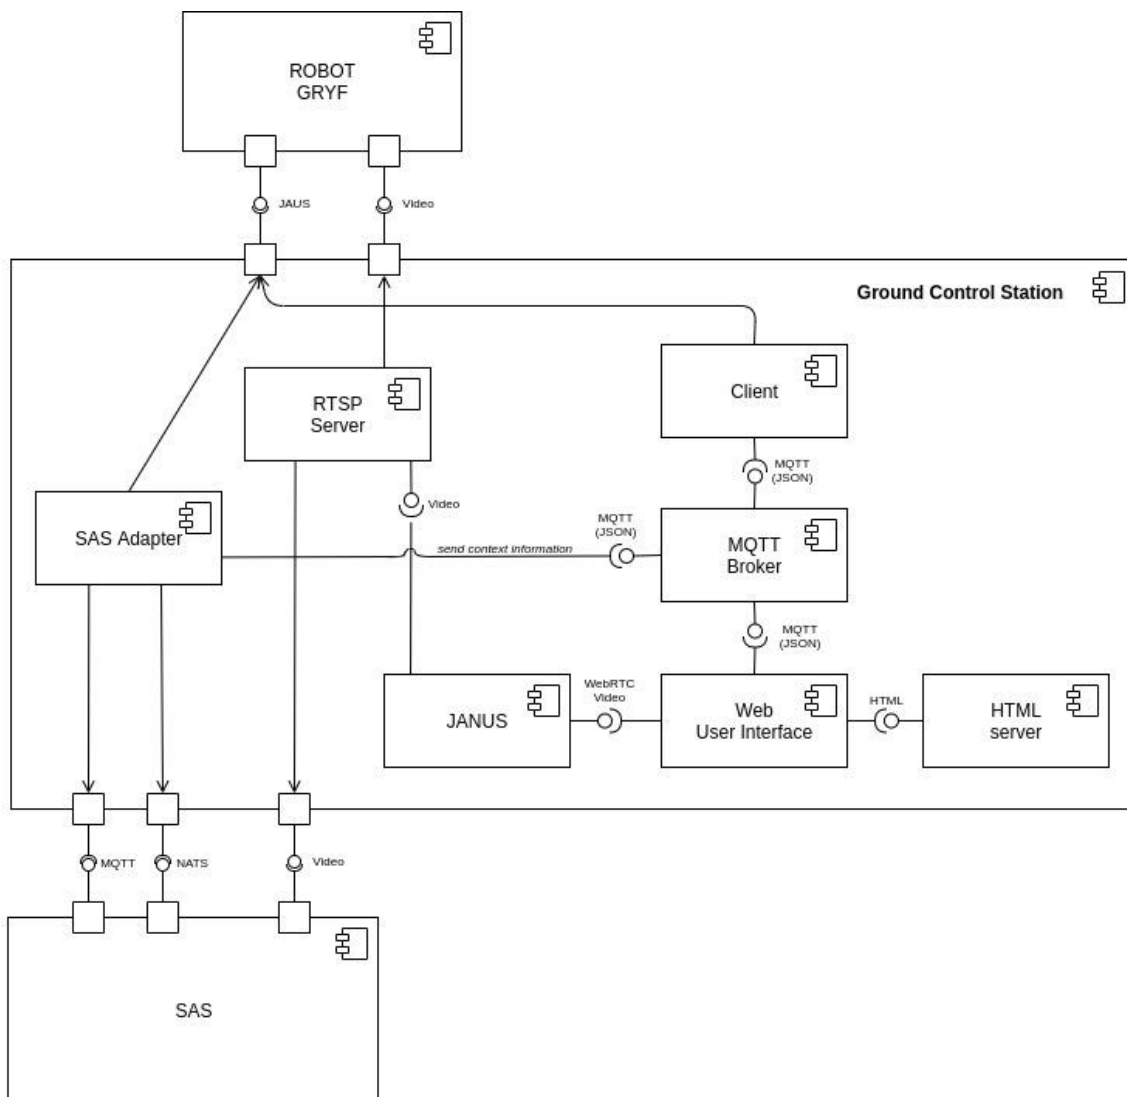 ROBOT
GRYF
JAUS
Video
Ground Control Station
Client
RTSP
Server
MQTT
(JSON)
Video
SAS Adapter
MQTT
(JSON)
send context information
MQTT
Broker
MQTT
(JSON)
WebRTC
Video
JANUS
Web
User Interface
HTML
HTML
server
MQTT
NATS
Video
SAS